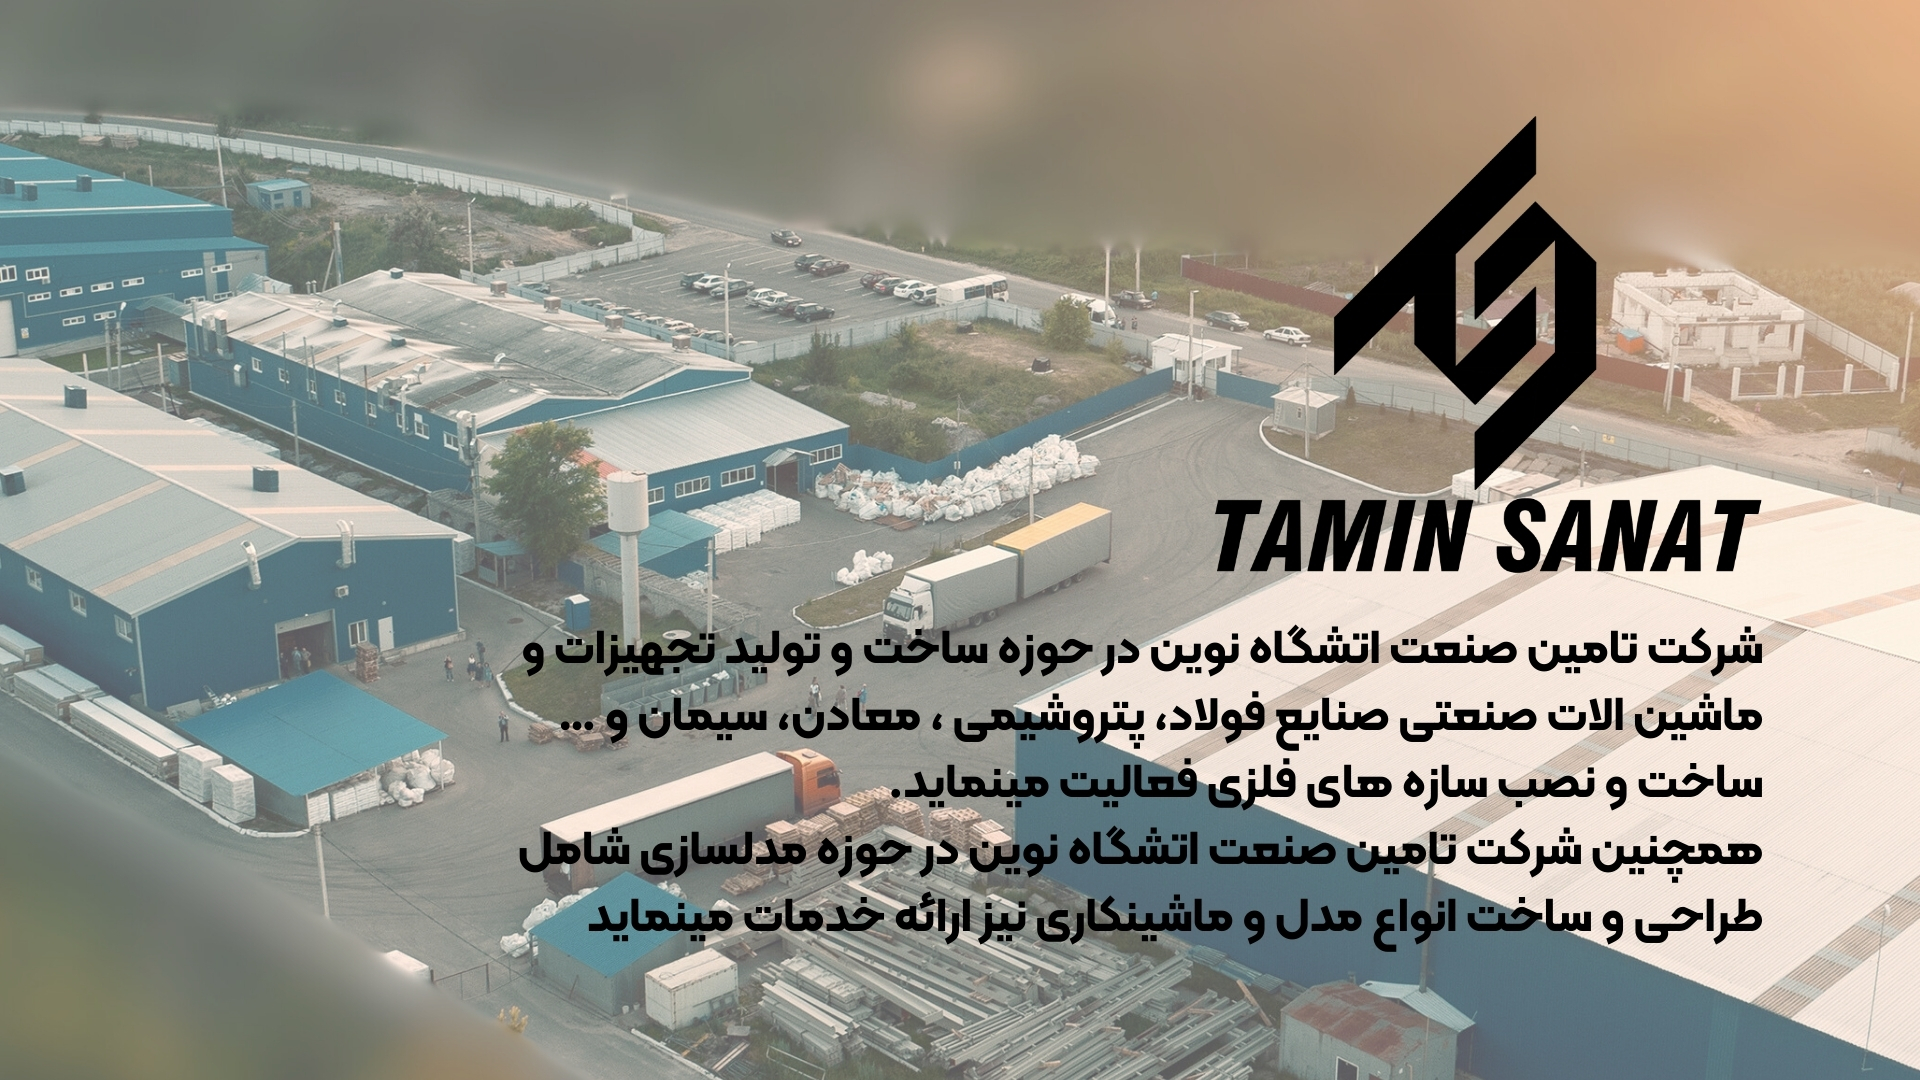 TAMIN SANAT
شرکت تامین صنعت اتشگاه نوین در حوزه ساخت و تولید تجهیزات و
ماشین الات صنعتی صنایع فولاد، پتروشیمی ، معادن، سیمان و ...
ساخت و نصب سازه های فلزی فعالیت مینماید.
همچنین شرکت تامین صنعت اتشگاه نوین در حوزه مدلسازی شامل
طراحی و ساخت انواع مدل و ماشینکاری نیز ارائه خدمات مینماید